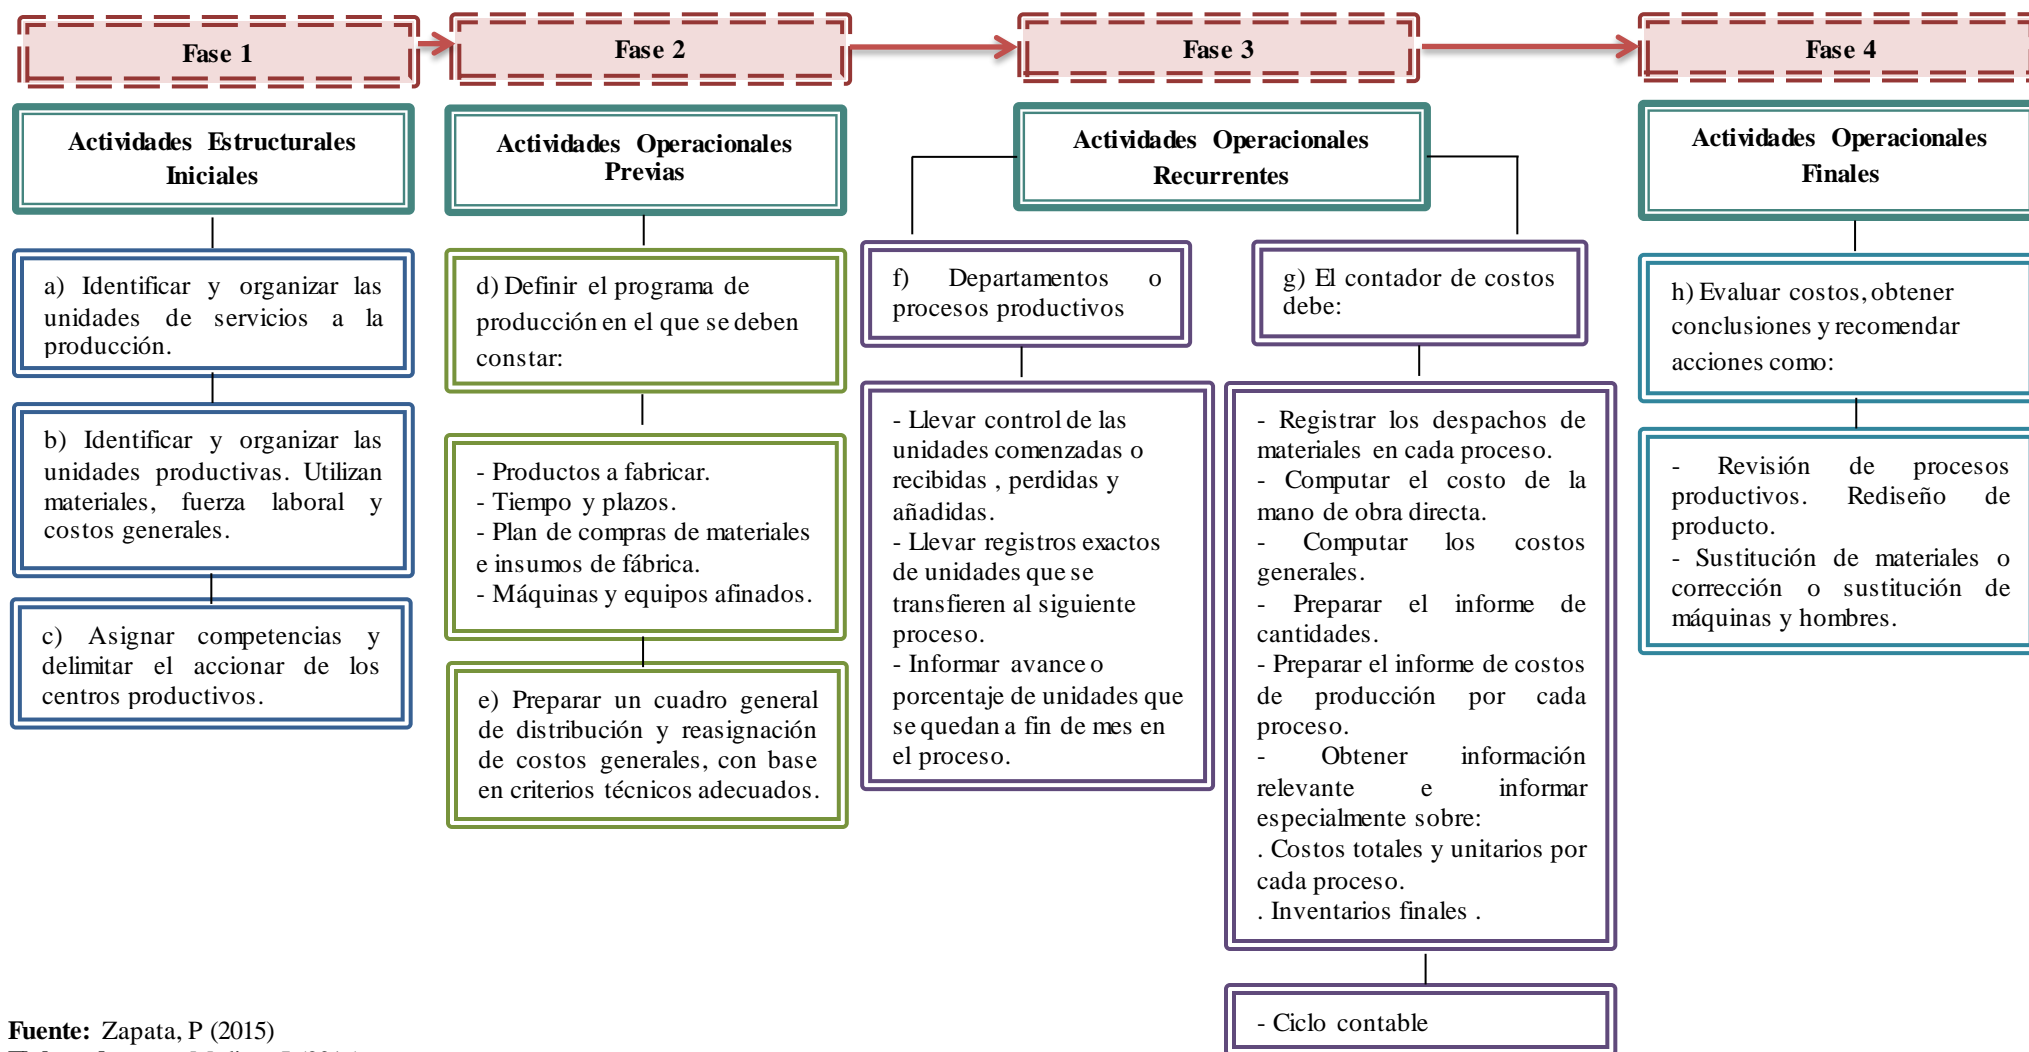 Fase 1
Fase 2
Fase 3
Fase 4
Actividades Estructurales
Iniciales
a) Identificar y organizar las
unidades de servicios a la
producción.
b) Identificar y organizar las
unidades productivas. Utilizan
materiales, fuerza laboral y
costos generales.
c) Asignar competencias y
delimitar el accionar de los
centros productivos.
Actividades Operacionales
Previas
d) Definir el programa de
producción en el que se deben
constar:
- Productos a fabricar.
- Tiempo y plazos.
- Plan de compras de materiales
e insumos de fábrica.
- Máquinas y equipos afinados.
e) Preparar un cuadro general
de distribución y reasignación
de costos generales, con base
en criterios técnicos adecuados.
Actividades Operacionales
Recurrentes
f) Departamentos o
procesos productivos
- Llevar control de las
unidades comenzadas o
recibidas , perdidas y
añadidas.
- Llevar registros exactos
de unidades que se
transfieren al siguiente
proceso.
- Informar avance o
porcentaje de unidades que
se quedan a fin de mes en
el proceso.
g) El contador de costos
debe:
- Registrar los despachos de
materiales en cada proceso.
- Computar el costo de la
mano de obra directa.
- Computar los costos
generales.
- Preparar el informe de
cantidades.
- Preparar el informe de costos
de producción por cada
proceso.
- Obtener información
relevante e informar
especialmente sobre:
. Costos totales y unitarios por
cada proceso.
. Inventarios finales .
- Ciclo contable
Actividades Operacionales
Finales
h) Evaluar costos, obtener
conclusiones y recomendar
acciones como:
- Revisión de procesos
productivos. Rediseño de
producto.
- Sustitución de materiales o
corrección o sustitución de
máquinas y hombres.
Fuente: Zapata, P (2015)